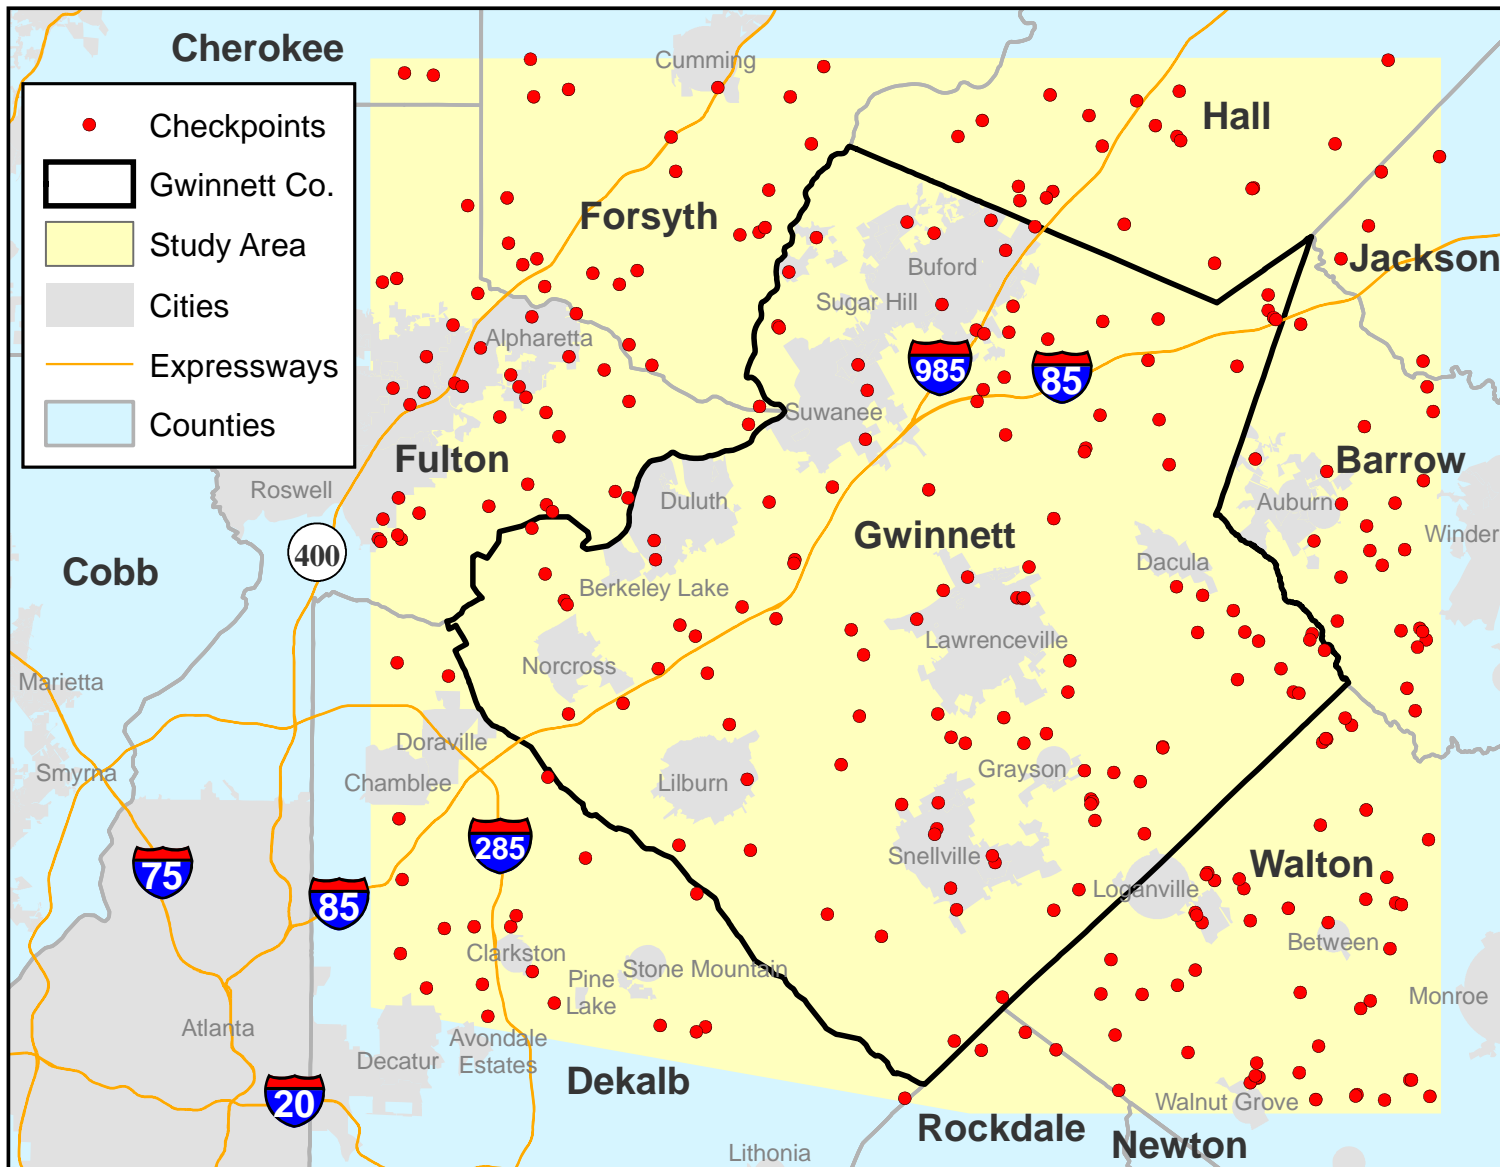 Cherokee
Cumming
Checkpoints
Gwinnett Co.
Study Area
Cities
Expressways
Counties
Hall
Forsyth
Jackson
Buford
Sugar Hill
Alpharetta
985
85
Suwanee
Fulton
Barrow
Roswell
Duluth
Auburn
Gwinnett
Winder
400
Cobb
Dacula
Berkeley Lake
Lawrenceville
Norcross
Marietta
Doraville
Grayson
Smyrna
Chamblee
Lilburn
285
Snellville
Walton
75
Loganville
85
Between
Clarkston
Stone Mountain
Pine
Lake
Monroe
Atlanta
Avondale
Estates
Decatur
Dekalb
20
Walnut Grove
Rockdale
Newton
Lithonia